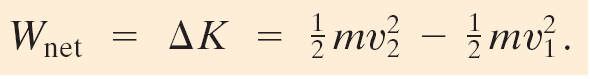 W_net = ΔK = ½mv₂² − ½mv₁².